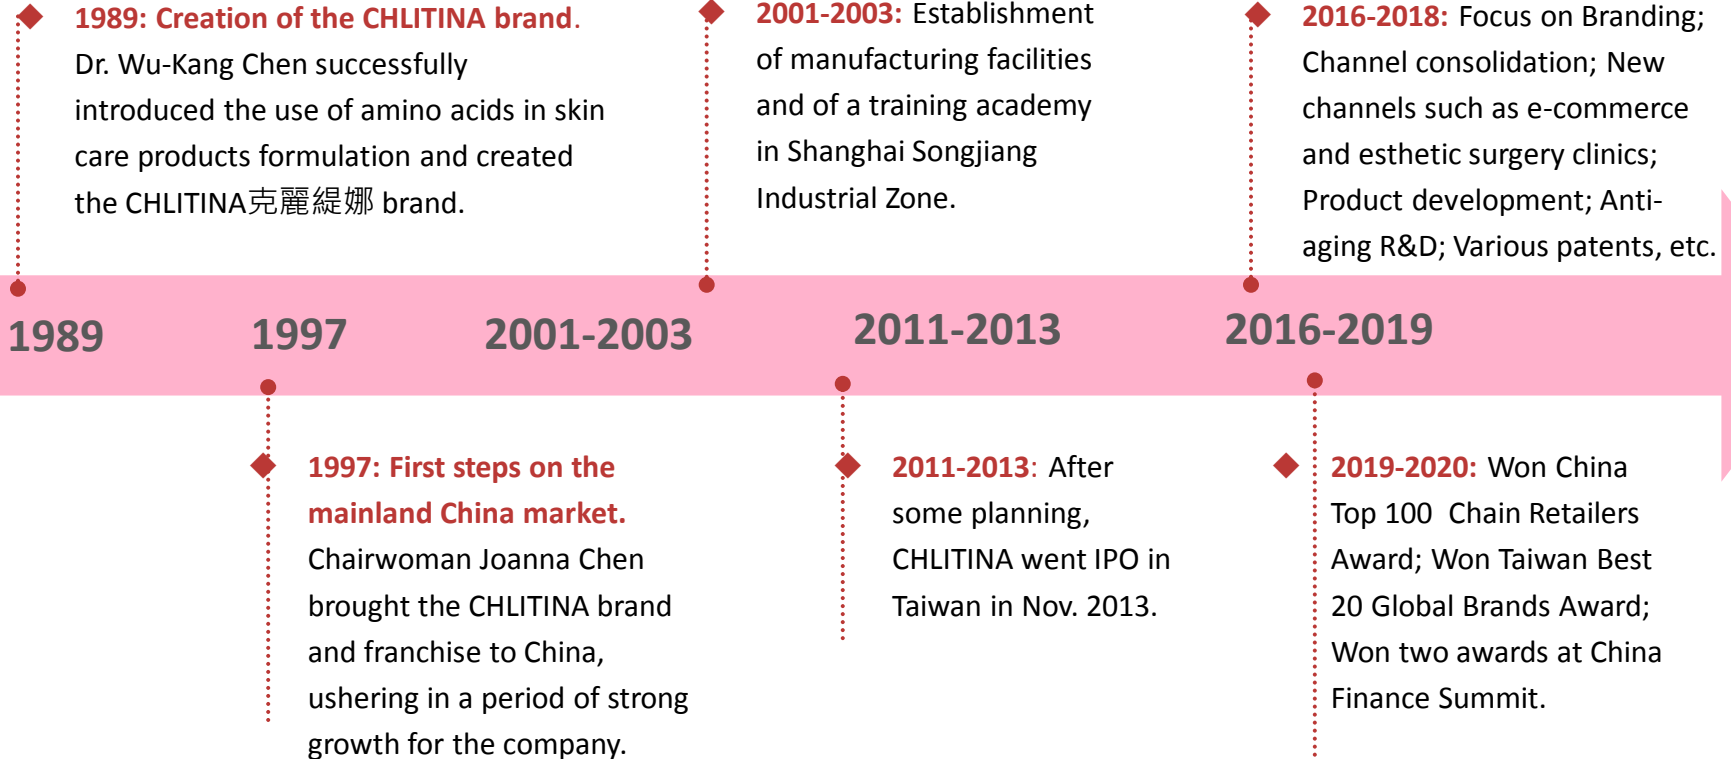 1989: Creation of the CHLITINA brand.
Dr. Wu-Kang Chen successfully
introduced the use of amino acids in skin
care products formulation and created
the CHLITINA克麗緹娜 brand.
2001-2003: Establishment
of manufacturing facilities
and of a training academy
in Shanghai Songjiang
Industrial Zone.
2016-2018: Focus on Branding;
Channel consolidation; New
channels such as e-commerce
and esthetic surgery clinics;
Product development; Anti-
aging R&D; Various patents, etc.
1989
1997
2001-2003
2011-2013
2016-2019
1997: First steps on the
mainland China market.
Chairwoman Joanna Chen
brought the CHLITINA brand
and franchise to China,
ushering in a period of strong
growth for the company.
2011-2013: After
some planning,
CHLITINA went IPO in
Taiwan in Nov. 2013.
2019-2020: Won China
Top 100 Chain Retailers
Award; Won Taiwan Best
20 Global Brands Award;
Won two awards at China
Finance Summit.